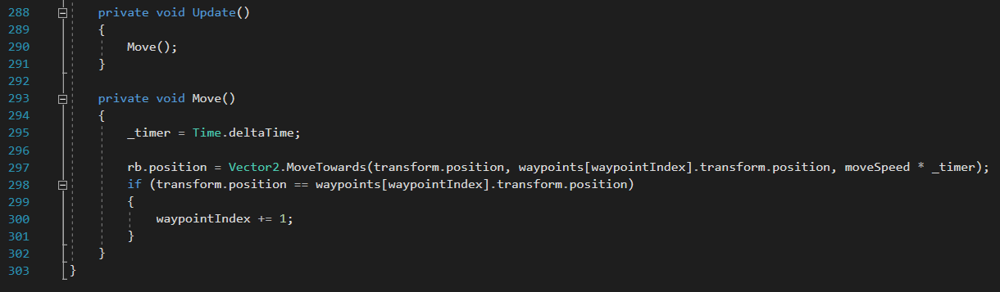 288 private void Update()
289 {
290 Move();
291 }
292
293 private void Move()
294 {
295 _timer = Time.deltaTime;
296
297 rb.position = Vector2.MoveTowards(transform.position, waypoints[waypointIndex].transform.position, moveSpeed * _timer);
298 if (transform.position == waypoints[waypointIndex].transform.position)
299 {
300 waypointIndex += 1;
301 }
302 }
303 }